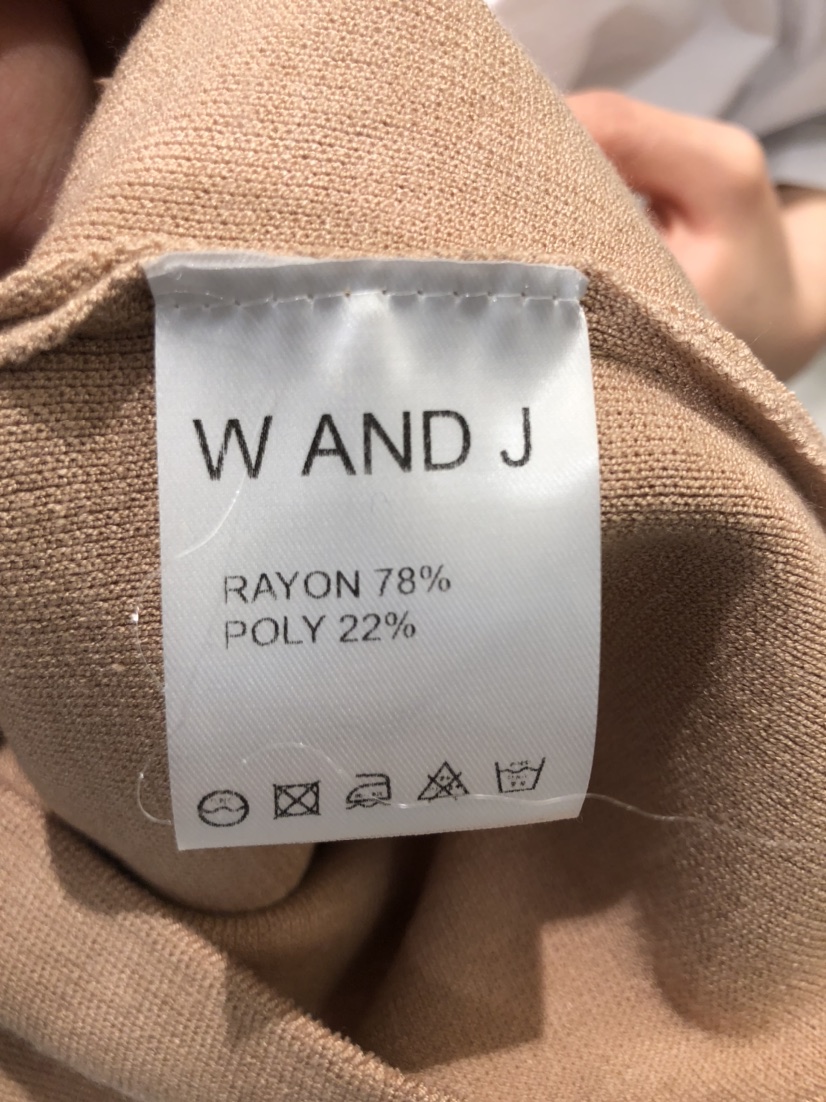 W AND J
RAYON 78%
POLY 22%